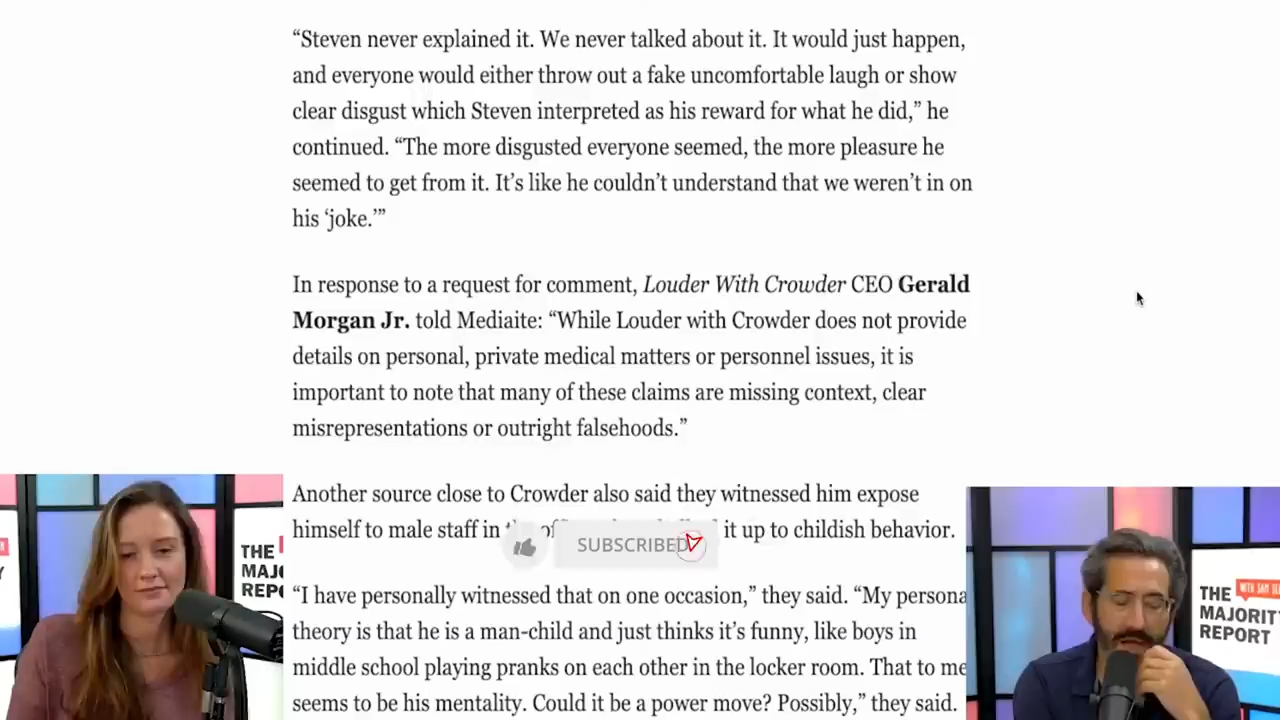 “Steven never explained it. We never talked about it. It would just happen,
and everyone would either throw out a fake uncomfortable laugh or show
clear disgust which Steven interpreted as his reward for what he did,” he
continued. “The more disgusted everyone seemed, the more pleasure he
seemed to get from it. It’s like he couldn’t understand that we weren’t in on
his ‘joke.’”
In response to a request for comment, Louder With Crowder CEO Gerald
Morgan Jr. told Mediaite: “While Louder with Crowder does not provide
details on personal, private medical matters or personnel issues, it is
important to note that many of these claims are missing context, clear
misrepresentations or outright falsehoods.”
Another source close to Crowder also said they witnessed him expose
himself to male staff in it up to childish behavior.
SUBSCRIBED
“I have personally witnessed that on one occasion,” they said. “My persona
theory is that he is a man-child and just thinks it’s funny, like boys in
middle school playing pranks on each other in the locker room. That to me
seems to be his mentality. Could it be a power move? Possibly,” they said.
THE
MAJ
REPO
THE
MAJORIT
REPORT